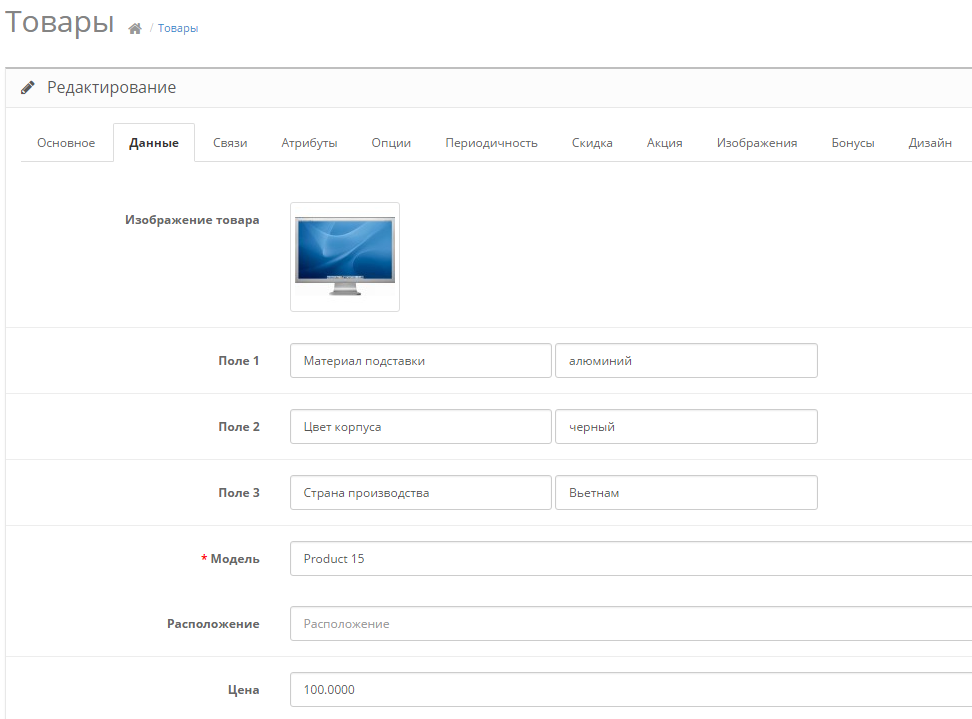 Товары / Товары
Редактирование
Основное Данные Связи Атрибуты Опции Периодичность Скидка Акция Изображения Бонусы Дизайн
Изображение товара
Поле 1 Материал подставки алюминий
Поле 2 Цвет корпуса черный
Поле 3 Страна производства Вьетнам
* Модель Product 15
Расположение Расположение
Цена 100.0000